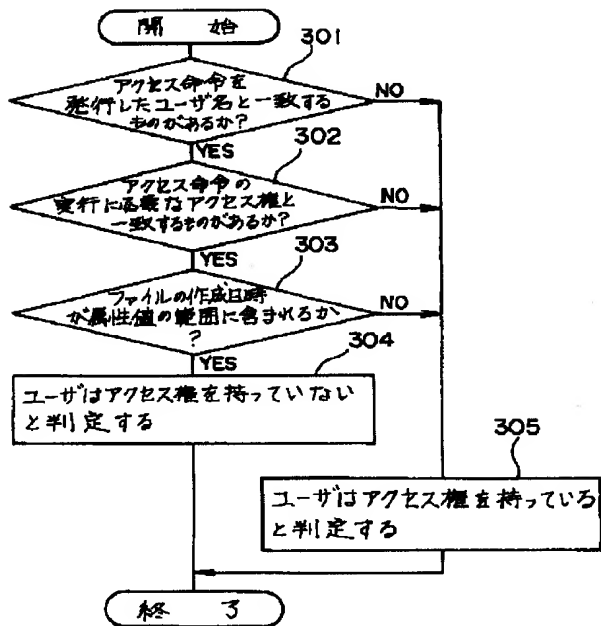 開始
301
アクセス命令を
発行したユーザ名と一致する
ものがあるか?
NO
YES
302
アクセス命令の
実行に必要なアクセス権と
一致するものがあるか?
NO
YES
303
ファイルの作成日時
が属性値の範囲に含まれるか
?
NO
YES
304
ユーザはアクセス権を持っていない
と判定する
305
ユーザはアクセス権を持っている
と判定する
終了